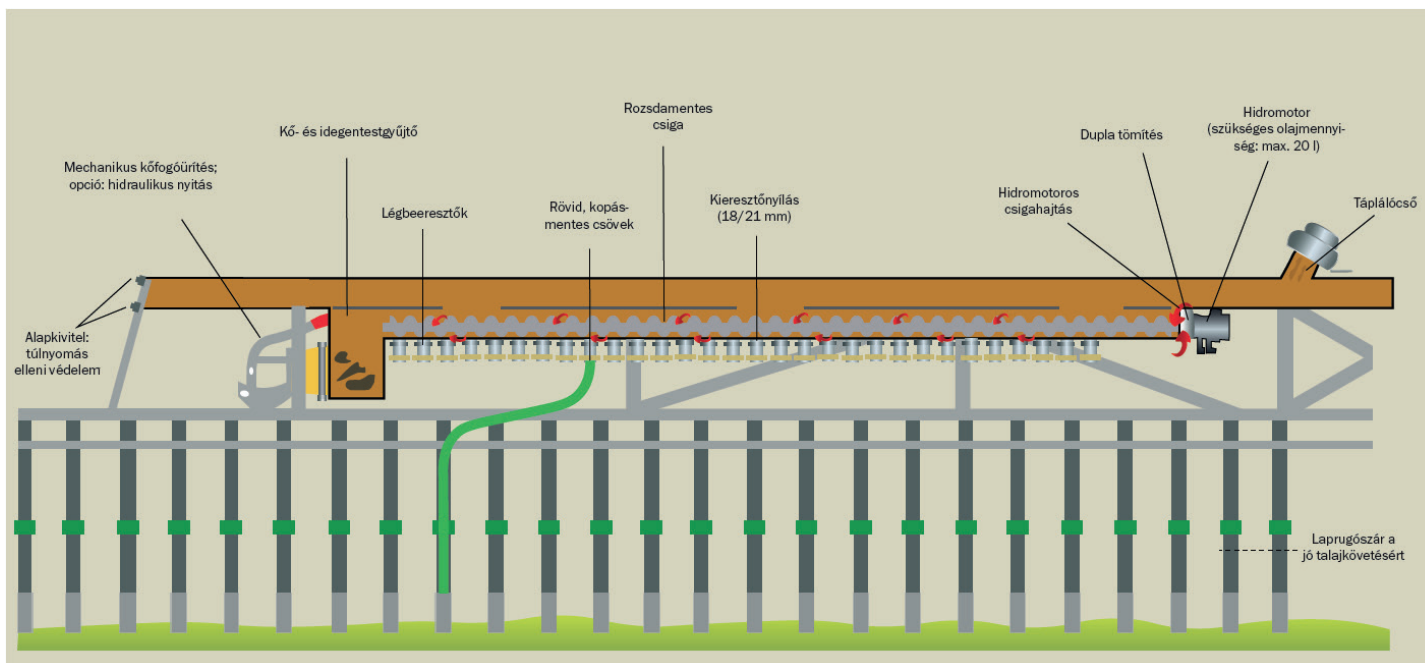 Rozsdamentes
csiga
Kő- és idegentestgyűjtő
Dupla tömítés
Hidromotor
(szükséges olajmennyi-
ség: max. 20 l)
Mechanikus kőfogóürítés;
opció: hidraulikus nyitás
Légbeeresztők
Rövid, kopás-
mentes csövek
Kieresztőnyílás
(18/21 mm)
Hidromotoros
csigahajtás
Táplálócső
Alapkivitel:
túlnyomás
elleni védelem
Laprugószár a
jó talajkövetésért